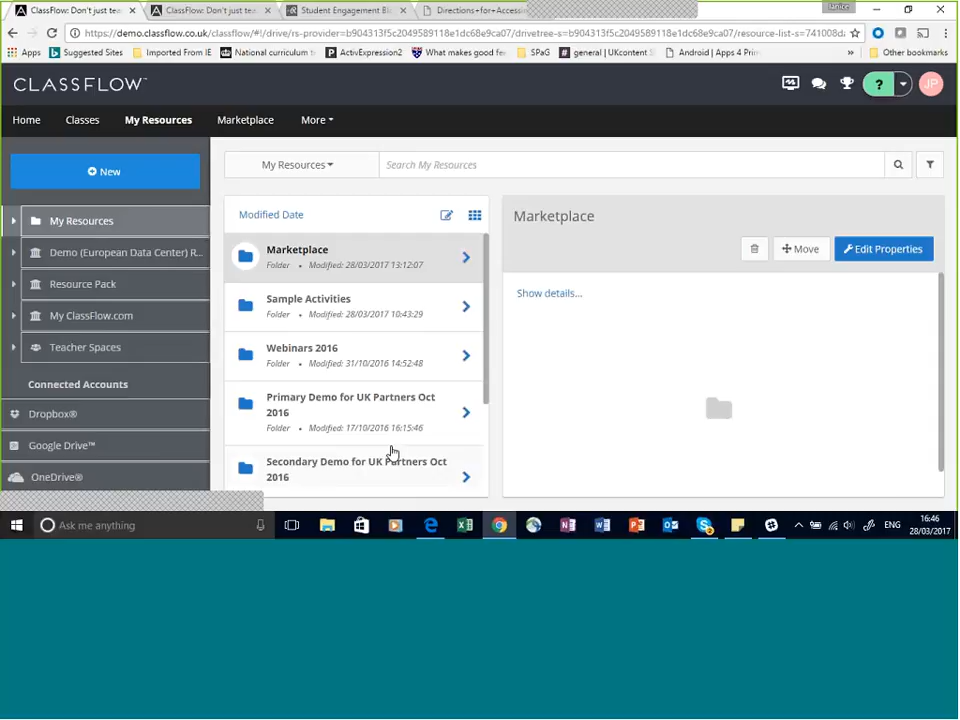 ClassFlow: Don't just tea
ClassFlow: Don't just tea
Student Engagement Bl
Directions+for+Accessi
https://demo.classflow.co.uk/classflow/#!/drive/rs-provider=b904313f5c2049589118e1dc68e9ca07/drivetree-s=b904313f5c2049589118e1dc68e9ca07/resource-list-s=741008d
Apps
Suggested Sites
Imported From IE
National curriculum
ActivExpression2
What makes good fe
SPaG
general | UKcontent
Android | Apps 4 Prim
»
Other bookmarks
CLASSFLOW
?
JP
Home
Classes
My Resources
Marketplace
More
New
My Resources
Search My Resources
My Resources
Demo (European Data Center) R...
Resource Pack
My ClassFlow.com
Teacher Spaces
Connected Accounts
Dropbox®
Google Drive™
OneDrive®
Modified Date
Marketplace
Folder • Modified: 28/03/2017 13:12:07
Sample Activities
Folder • Modified: 28/03/2017 10:43:29
Webinars 2016
Folder • Modified: 31/10/2016 14:52:48
Primary Demo for UK Partners Oct
2016
Folder • Modified: 17/10/2016 16:15:46
Secondary Demo for UK Partners Oct
2016
Marketplace
Move
Edit Properties
Show details...
Ask me anything
ENG
16:46
28/03/2017